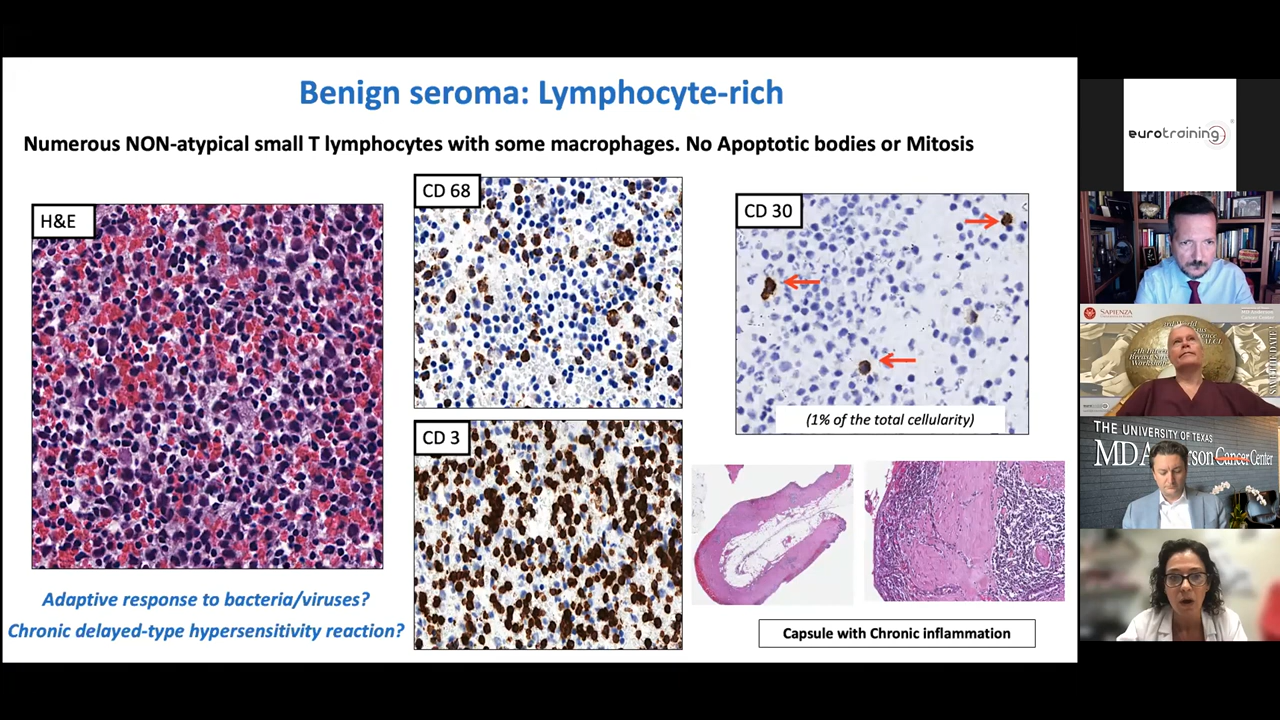 Benign seroma: Lymphocyte-rich
Numerous NON-atypical small T lymphocytes with some macrophages. No Apoptotic bodies or Mitosis
H&E
CD 68
CD 3
CD 30
(1% of the total cellularity)
Adaptive response to bacteria/viruses?
Chronic delayed-type hypersensitivity reaction?
Capsule with Chronic inflammation
eurotraining
SAPIENZA
THE UNIVERSITY OF TEXAS
Cancer Center